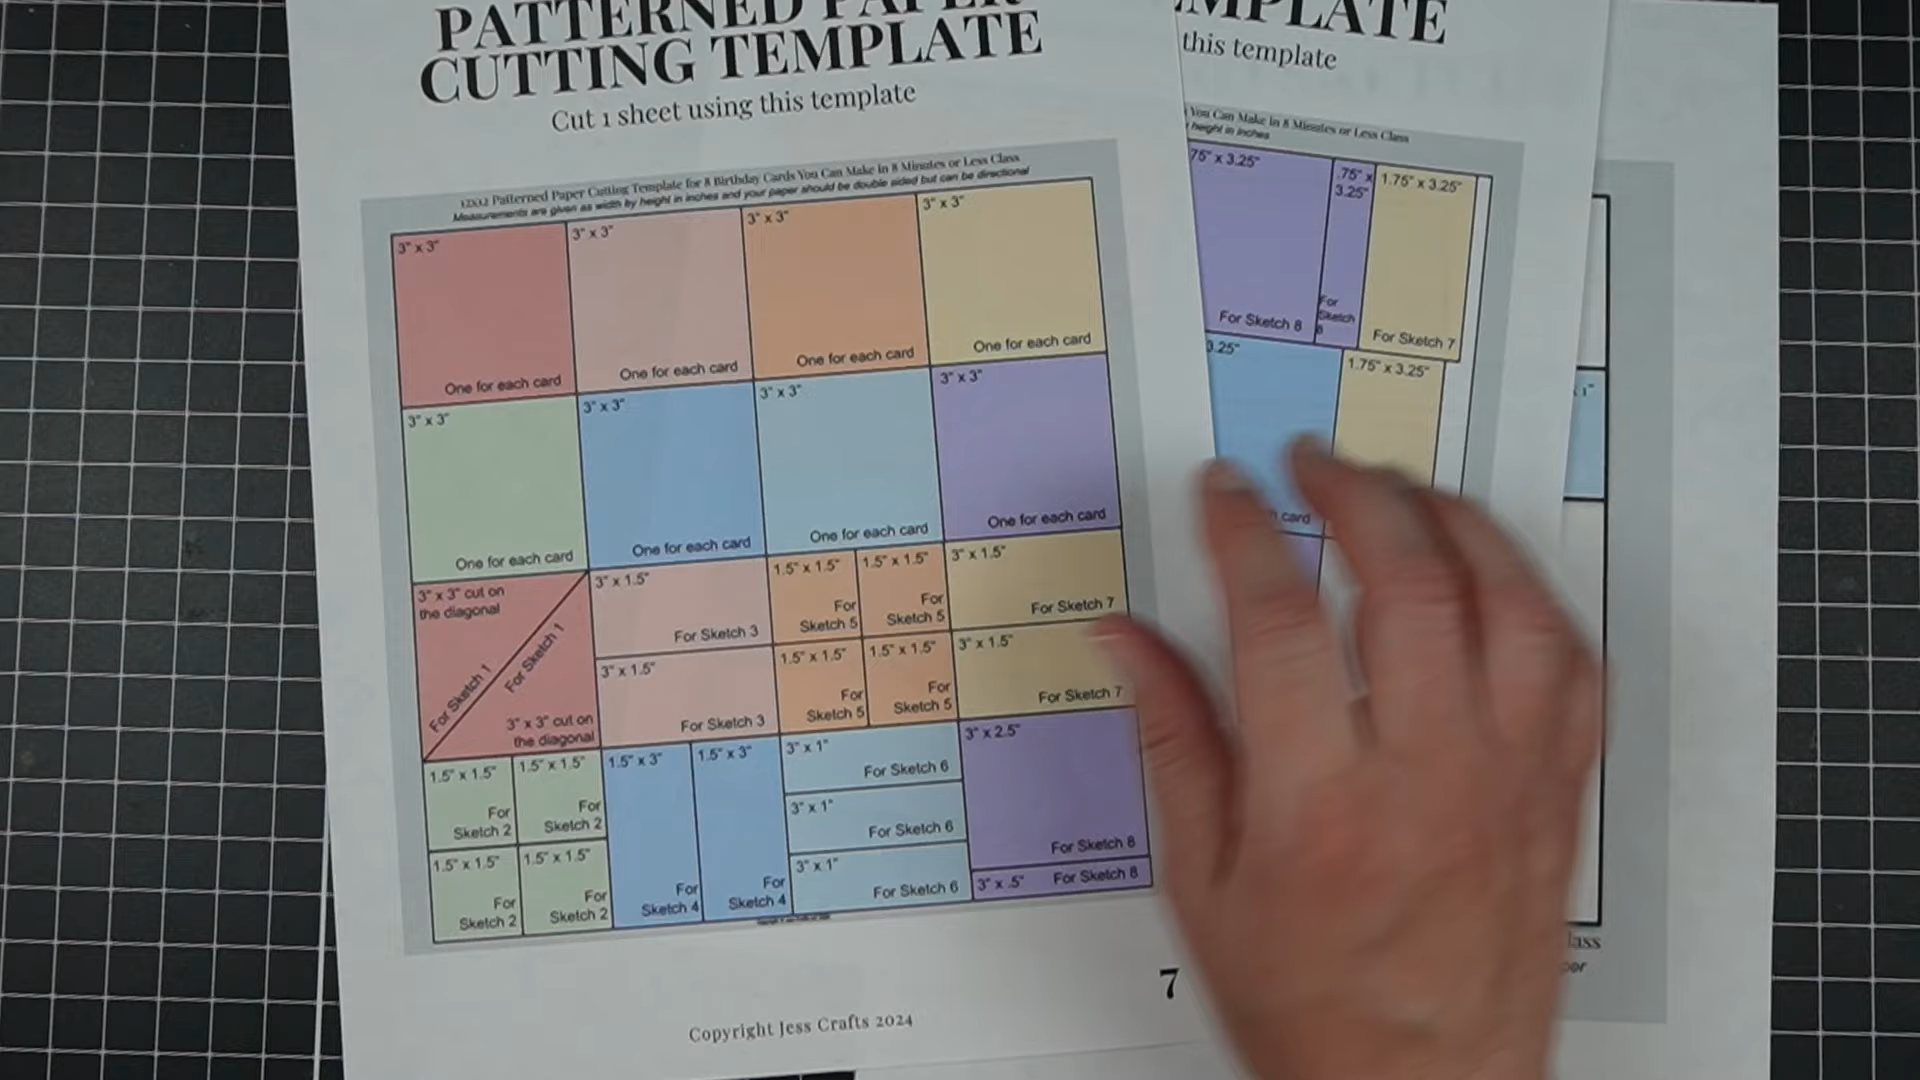 PATTERNED PAPER
CUTTING TEMPLATE
Cut 1 sheet using this template
12x12 Patterned Paper Cutting Template for 8 Birthday Cards You Can Make in 8 Minutes or Less Class
Measurements are given as width by height in inches and your paper should be double sided but can be directional
3" x 3"
One for each card
3" x 3"
One for each card
3" x 3"
One for each card
3" x 3"
One for each card
3" x 3"
One for each card
3" x 3"
One for each card
3" x 3"
One for each card
3" x 3"
One for each card
3" x 3" cut on
the diagonal
For Sketch 1
For Sketch 1
3" x 3" cut on
the diagonal
3" x 1.5"
For Sketch 3
3" x 1.5"
For Sketch 3
1.5" x 1.5"
For
Sketch 5
1.5" x 1.5"
For
Sketch 5
1.5" x 1.5"
For
Sketch 5
1.5" x 1.5"
For
Sketch 5
3" x 1.5"
For Sketch 7
3" x 1.5"
For Sketch 7
1.5" x 1.5"
For
Sketch 2
1.5" x 1.5"
For
Sketch 2
1.5" x 1.5"
For
Sketch 2
1.5" x 1.5"
For
Sketch 2
1.5" x 3"
For
Sketch 4
1.5" x 3"
For
Sketch 4
3" x 1"
For Sketch 6
3" x 1"
For Sketch 6
3" x 1"
For Sketch 6
3" x 2.5"
For Sketch 8
3" x .5" For Sketch 8
7
Copyright Jess Crafts 2024
MPLATE
this template
You Can Make in 8 Minutes or Less Class
height in inches
75" x 3.25"
For Sketch 8
.75" x
3.25"
For
Sketch
8
1.75" x 3.25"
For Sketch 7
3.25"
card
1.75" x 3.25"
1"
lass